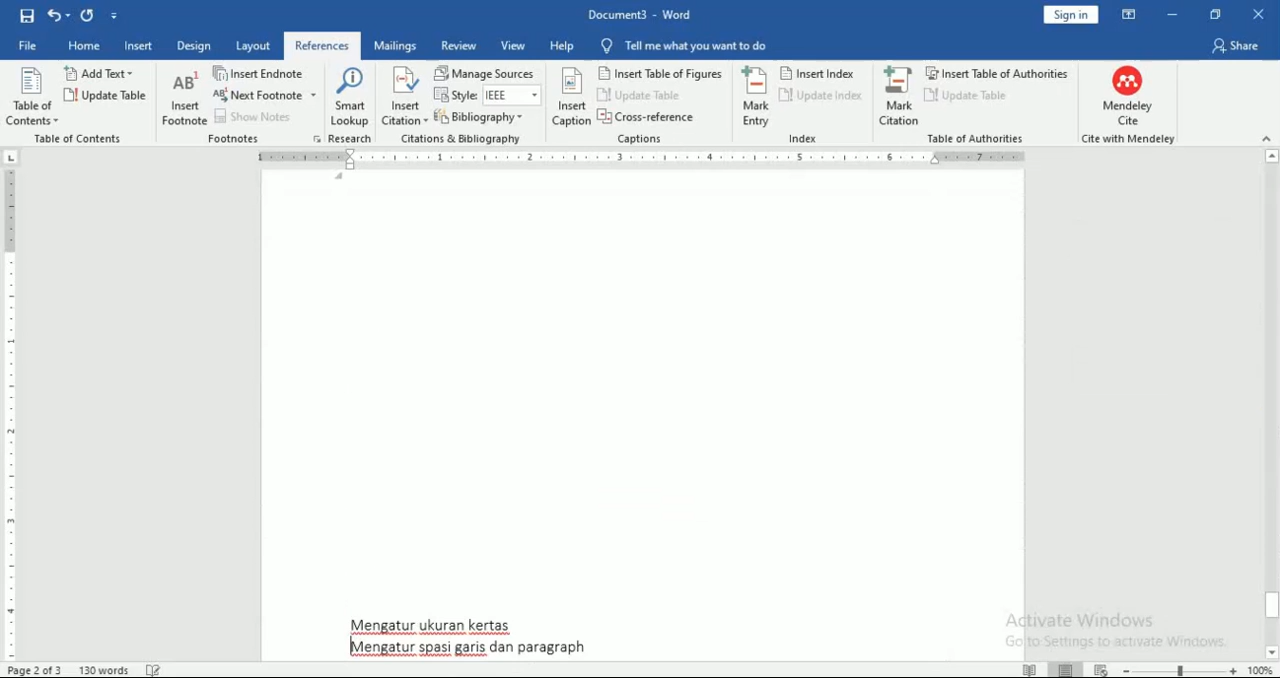 Document3 - Word
Sign in
File Home Insert Design Layout References Mailings Review View Help Tell me what you want to do Share
Table of Contents
Add Text
Update Table
Table of Contents
AB1
Insert Footnote
Insert Endnote
Next Footnote
Show Notes
Footnotes
Smart Lookup
Research
Insert Citation
Manage Sources
Style: IEEE
Bibliography
Citations & Bibliography
Insert Caption
Insert Table of Figures
Update Table
Cross-reference
Captions
Mark Entry
Insert Index
Update Index
Index
Mark Citation
Insert Table of Authorities
Update Table
Table of Authorities
Mendeley Cite
Cite with Mendeley
1 1 2 3 4 5 6 7
1
2
3
4
Mengatur ukuran kertas
Mengatur spasi garis dan paragraph
Activate Windows
Go to Settings to activate Windows.
Page 2 of 3 130 words 100%